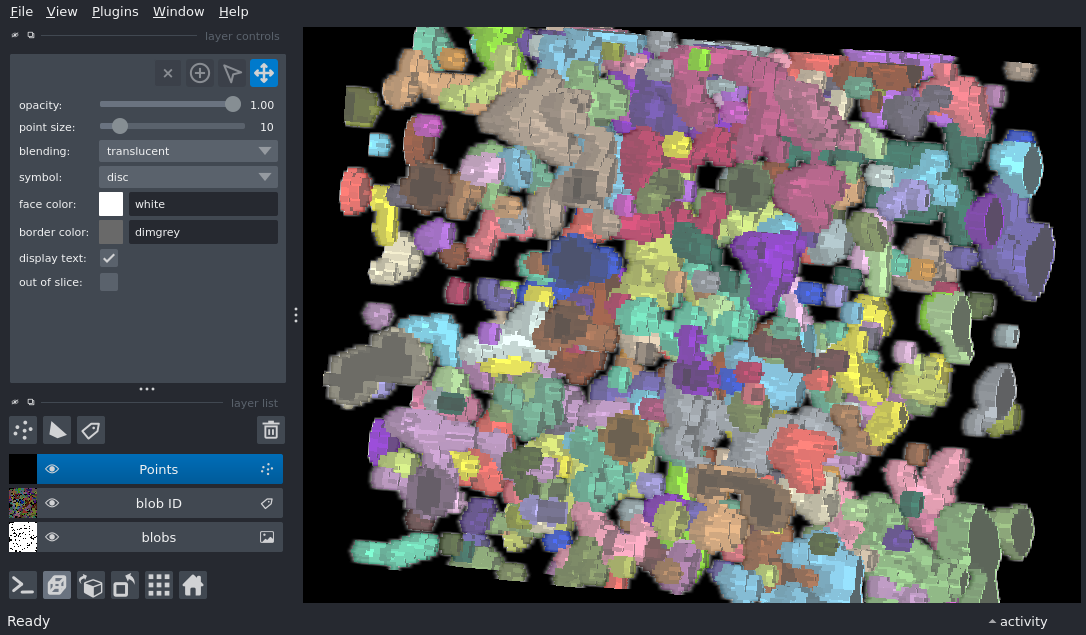 File View Plugins Window Help
layer controls
opacity: 1.00
point size: 10
blending: translucent
symbol: disc
face color: white
border color: dimgrey
display text:
out of slice:
layer list
Points
blob ID
blobs
Ready
activity